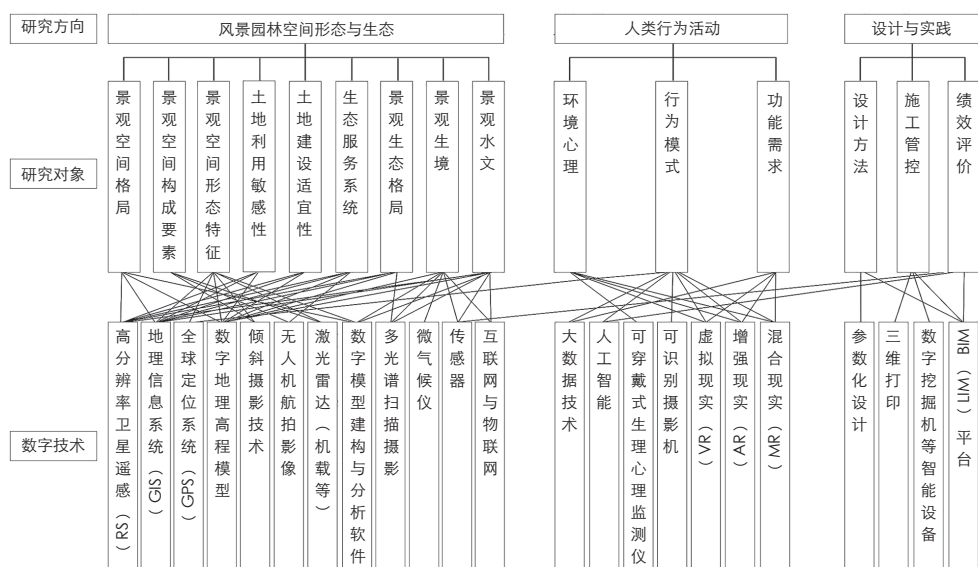 研究方向
风景园林空间形态与生态
人类行为活动
设计与实践
研究对象
景观空间格局
景观空间构成要素
景观空间形态特征
土地利用敏感性
土地建设适宜性
生态服务系统
景观生态格局
景观生境
景观水文
环境心理
行为模式
功能需求
设计方法
施工管控
绩效评价
数字技术
高分辨率卫星遥感（RS）
地理信息系统（GIS）
全球定位系统（GPS）
数字地理高程模型
倾斜摄影技术
无人机航拍影像
激光雷达（机载等）
数字模型建构与分析软件
多光谱扫描摄影
微气候仪
传感器
互联网与物联网
大数据技术
人工智能
可穿戴式生理心理监测仪
可识别摄影机
虚拟现实（VR）
增强现实（AR）
混合现实（MR）
参数化设计
三维打印
数字挖掘机等智能设备
BIM（LIM）平台